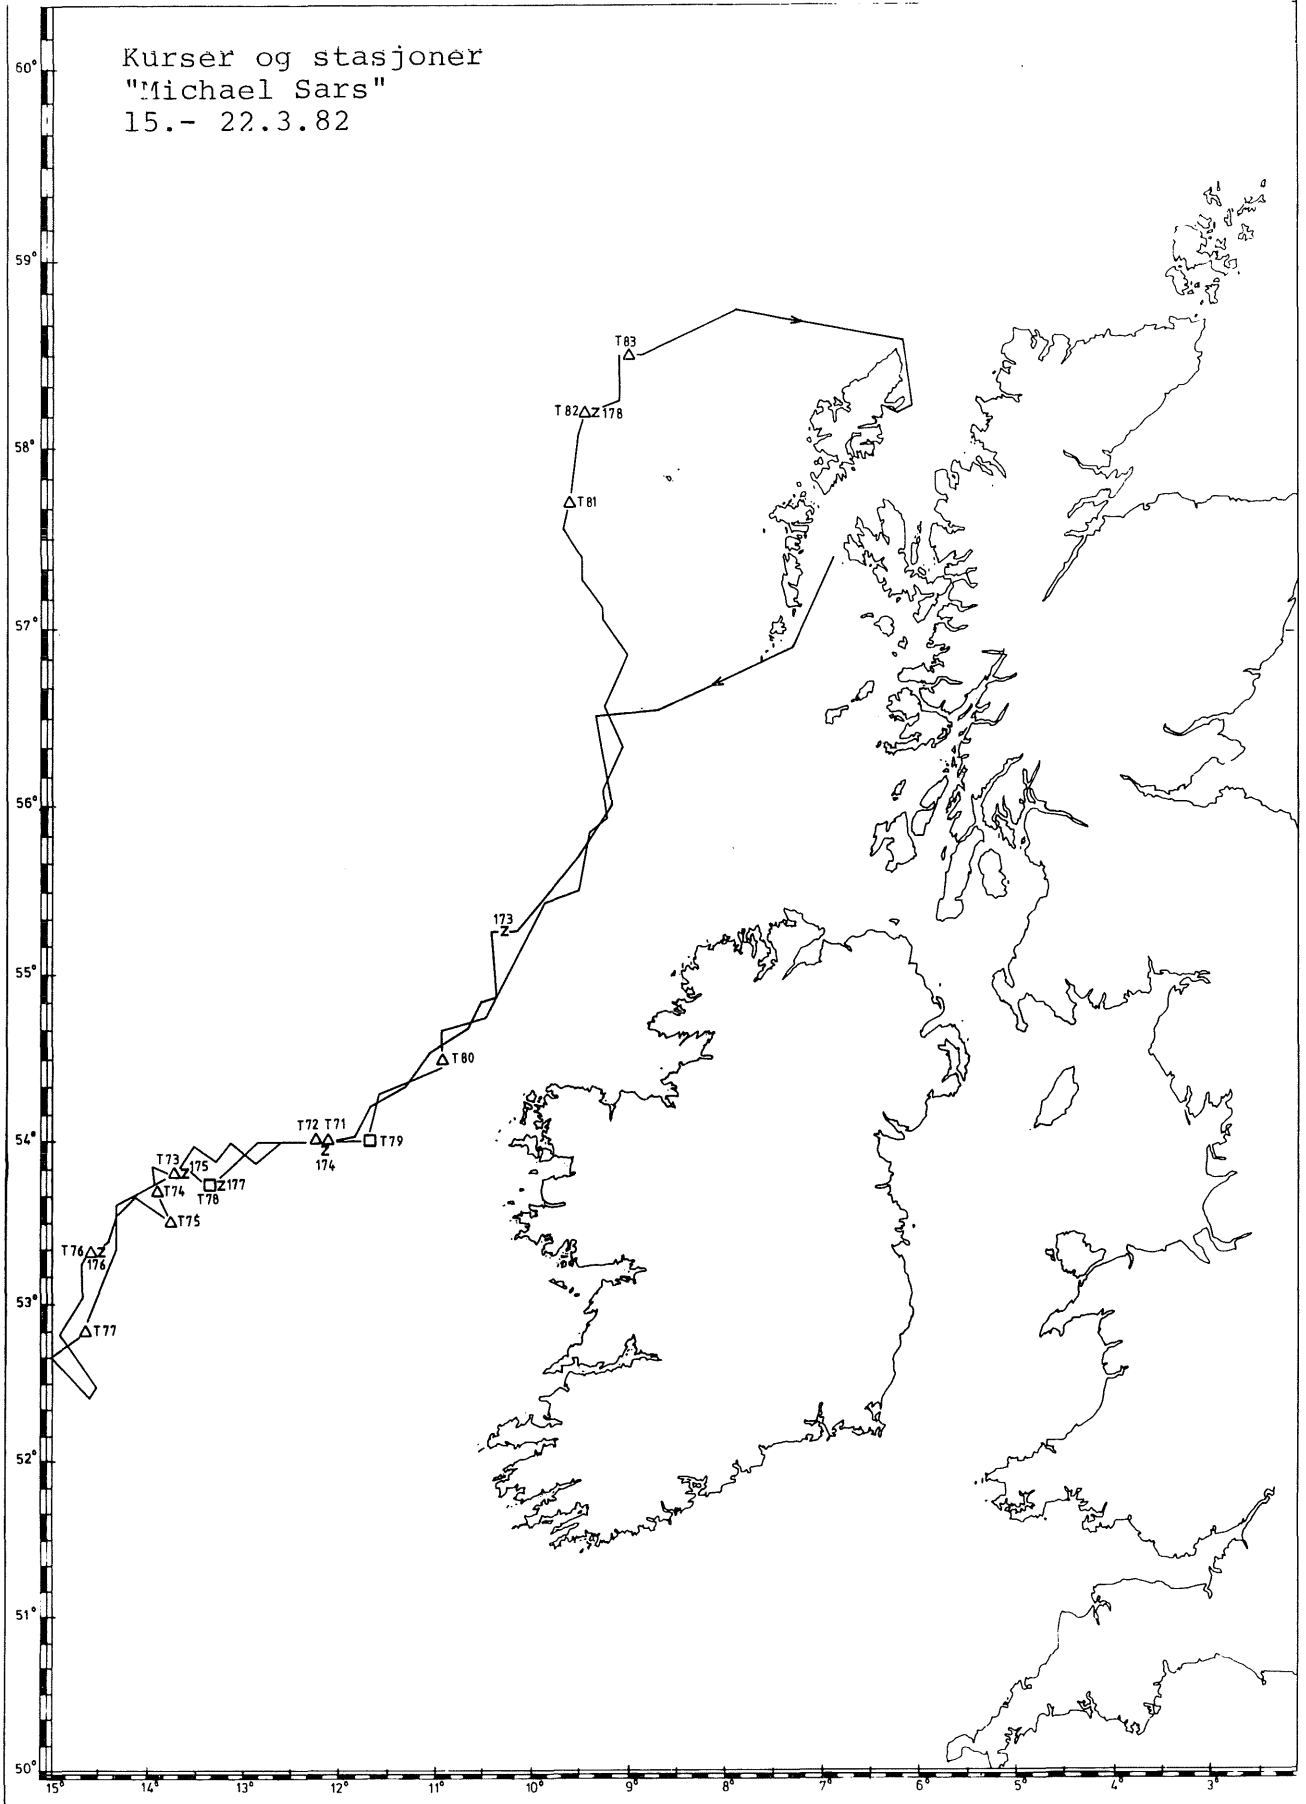 Kurser og stasjoner
"Michael Sars"
15.- 22.3.82
60°
59°
T83
T82 Z 178
58°
T81
57°
56°
173
Z
55°
T80
T72 T71
54°
T79
Z
174
T73
Z 175
T74
Z 177
T78
T75
T76 Z
176
53°
T77
52°
51°
50°
15° 14° 13° 12° 11° 10° 9° 8° 7° 6° 5° 4° 3°